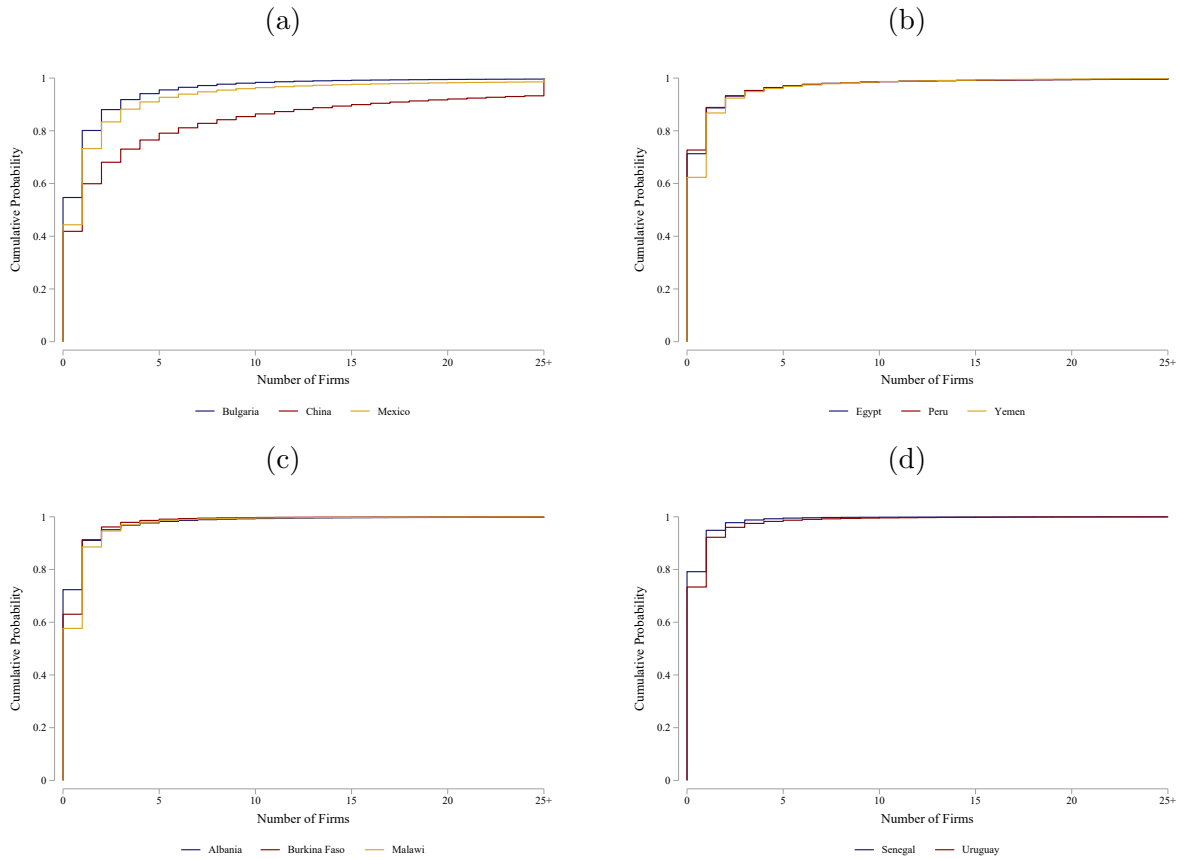 (a)
Cumulative Probability
1
0.8
0.6
0.4
0.2
0
0 5 10 15 20 25+
Number of Firms
Bulgaria China Mexico
(b)
Cumulative Probability
1
0.8
0.6
0.4
0.2
0
0 5 10 15 20 25+
Number of Firms
Egypt Peru Yemen
(c)
Cumulative Probability
1
0.8
0.6
0.4
0.2
0
0 5 10 15 20 25+
Number of Firms
Albania Burkina Faso Malawi
(d)
Cumulative Probability
1
0.8
0.6
0.4
0.2
0
0 5 10 15 20 25+
Number of Firms
Senegal Uruguay